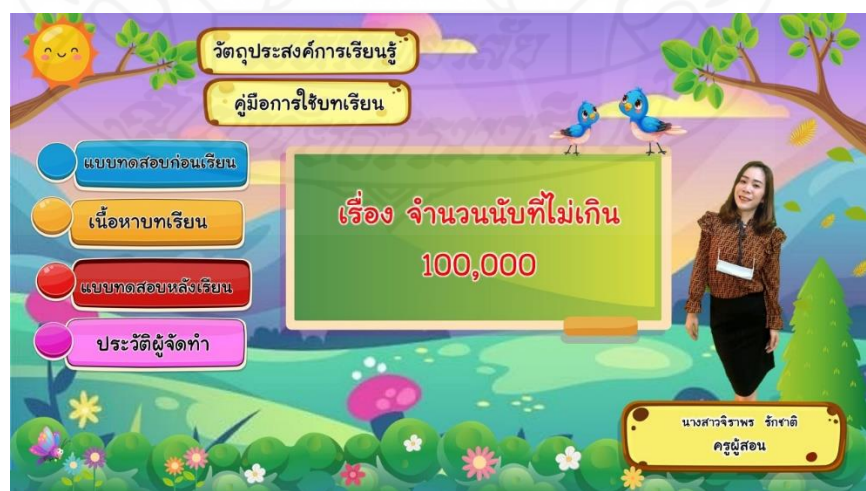 วัตถุประสงค์การเรียนรู้
คู่มือการใช้บทเรียน
แบบทดสอบก่อนเรียน
เนื้อหาบทเรียน
แบบทดสอบหลังเรียน
ประวัติผู้จัดทำ
เรื่อง จำนวนนับที่ไม่เกิน
100,000
นางสาวจิราพร รักชาติ
ครูผู้สอน